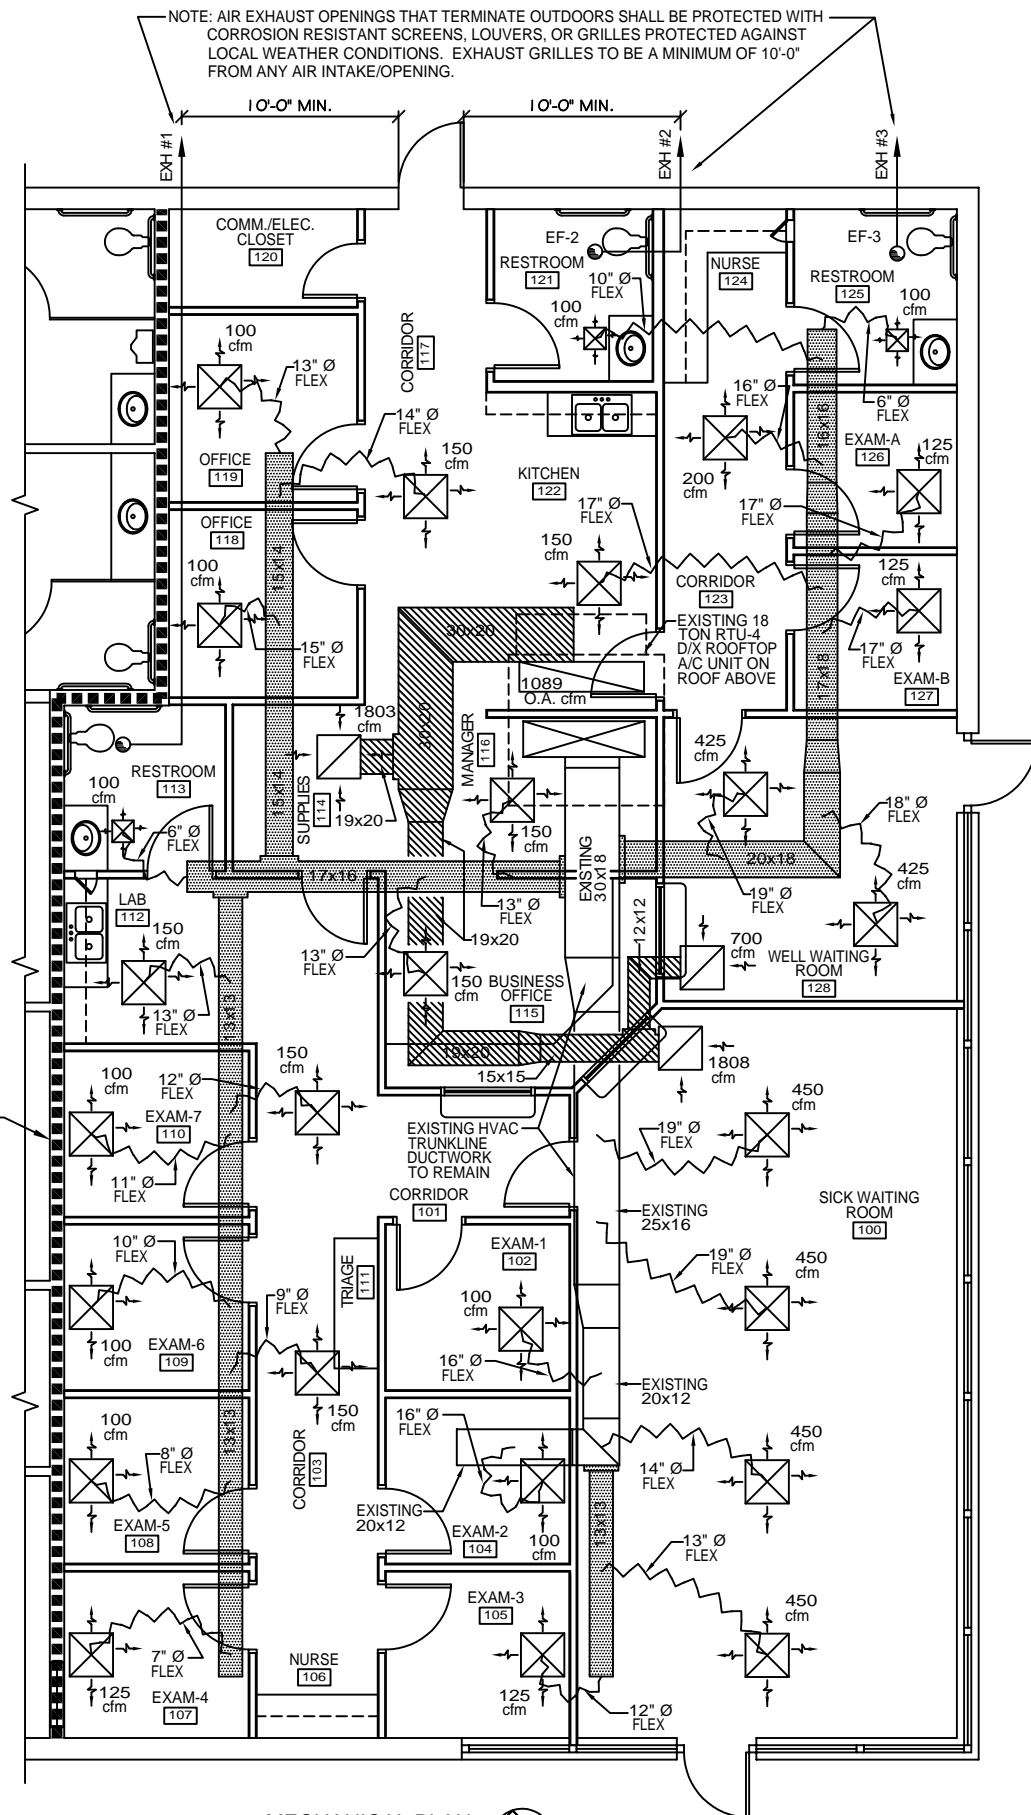 NOTE: AIR EXHAUST OPENINGS THAT TERMINATE OUTDOORS SHALL BE PROTECTED WITH
CORROSION RESISTANT SCREENS, LOUVERS, OR GRILLES PROTECTED AGAINST
LOCAL WEATHER CONDITIONS. EXHAUST GRILLES TO BE A MINIMUM OF 10'-0"
FROM ANY AIR INTAKE/OPENING.
10'-0" MIN.
10'-0" MIN.
EXH #1
EXH #2
EXH #3
COMM./ELEC.
CLOSET
120
EF-2
RESTROOM
121
10" Ø
FLEX
NURSE
124
EF-3
RESTROOM
125
100
cfm
100
cfm
100
cfm
13" Ø
FLEX
CORRIDOR
117
16" Ø
FLEX
6" Ø
FLEX
14" Ø
FLEX
150
cfm
16x16
EXAM-A
126
125
cfm
OFFICE
119
KITCHEN
122
200
cfm
OFFICE
118
17" Ø
FLEX
17" Ø
FLEX
100
cfm
15x14
150
cfm
125
cfm
CORRIDOR
123
15" Ø
FLEX
30x20
EXISTING 18
TON RTU-4
D/X ROOFTOP
A/C UNIT ON
ROOF ABOVE
17" Ø
FLEX
EXAM-B
127
17x18
1089
O.A. cfm
1803
cfm
30x20
MANAGER
116
425
cfm
RESTROOM
113
100
cfm
15x14
SUPPLIES
114
19x20
150
cfm
18" Ø
FLEX
6" Ø
FLEX
13" Ø
FLEX
17x16
EXISTING
30x18
20x18
425
cfm
19" Ø
FLEX
LAB
112
150
cfm
13" Ø
FLEX
19x20
12x12
700
cfm
WELL WAITING
ROOM
128
13" Ø
FLEX
13x13
150
cfm
BUSINESS
OFFICE
115
19x20
15x15
1808
cfm
100
cfm
12" Ø
FLEX
150
cfm
EXAM-7
110
11" Ø
FLEX
EXISTING HVAC
TRUNKLINE
DUCTWORK
TO REMAIN
19" Ø
FLEX
450
cfm
CORRIDOR
101
EXISTING
25x16
SICK WAITING
ROOM
100
10" Ø
FLEX
TRIAGE
111
EXAM-1
102
19" Ø
FLEX
450
cfm
9" Ø
FLEX
100
cfm
100
cfm
EXAM-6
109
16" Ø
FLEX
EXISTING
20x12
150
cfm
100
cfm
8" Ø
FLEX
13x13
CORRIDOR
103
16" Ø
FLEX
14" Ø
FLEX
450
cfm
EXAM-5
108
EXISTING
20x12
EXAM-2
104
100
cfm
13x13
13" Ø
FLEX
EXAM-3
105
450
cfm
7" Ø
FLEX
125
cfm
EXAM-4
107
NURSE
106
125
cfm
12" Ø
FLEX